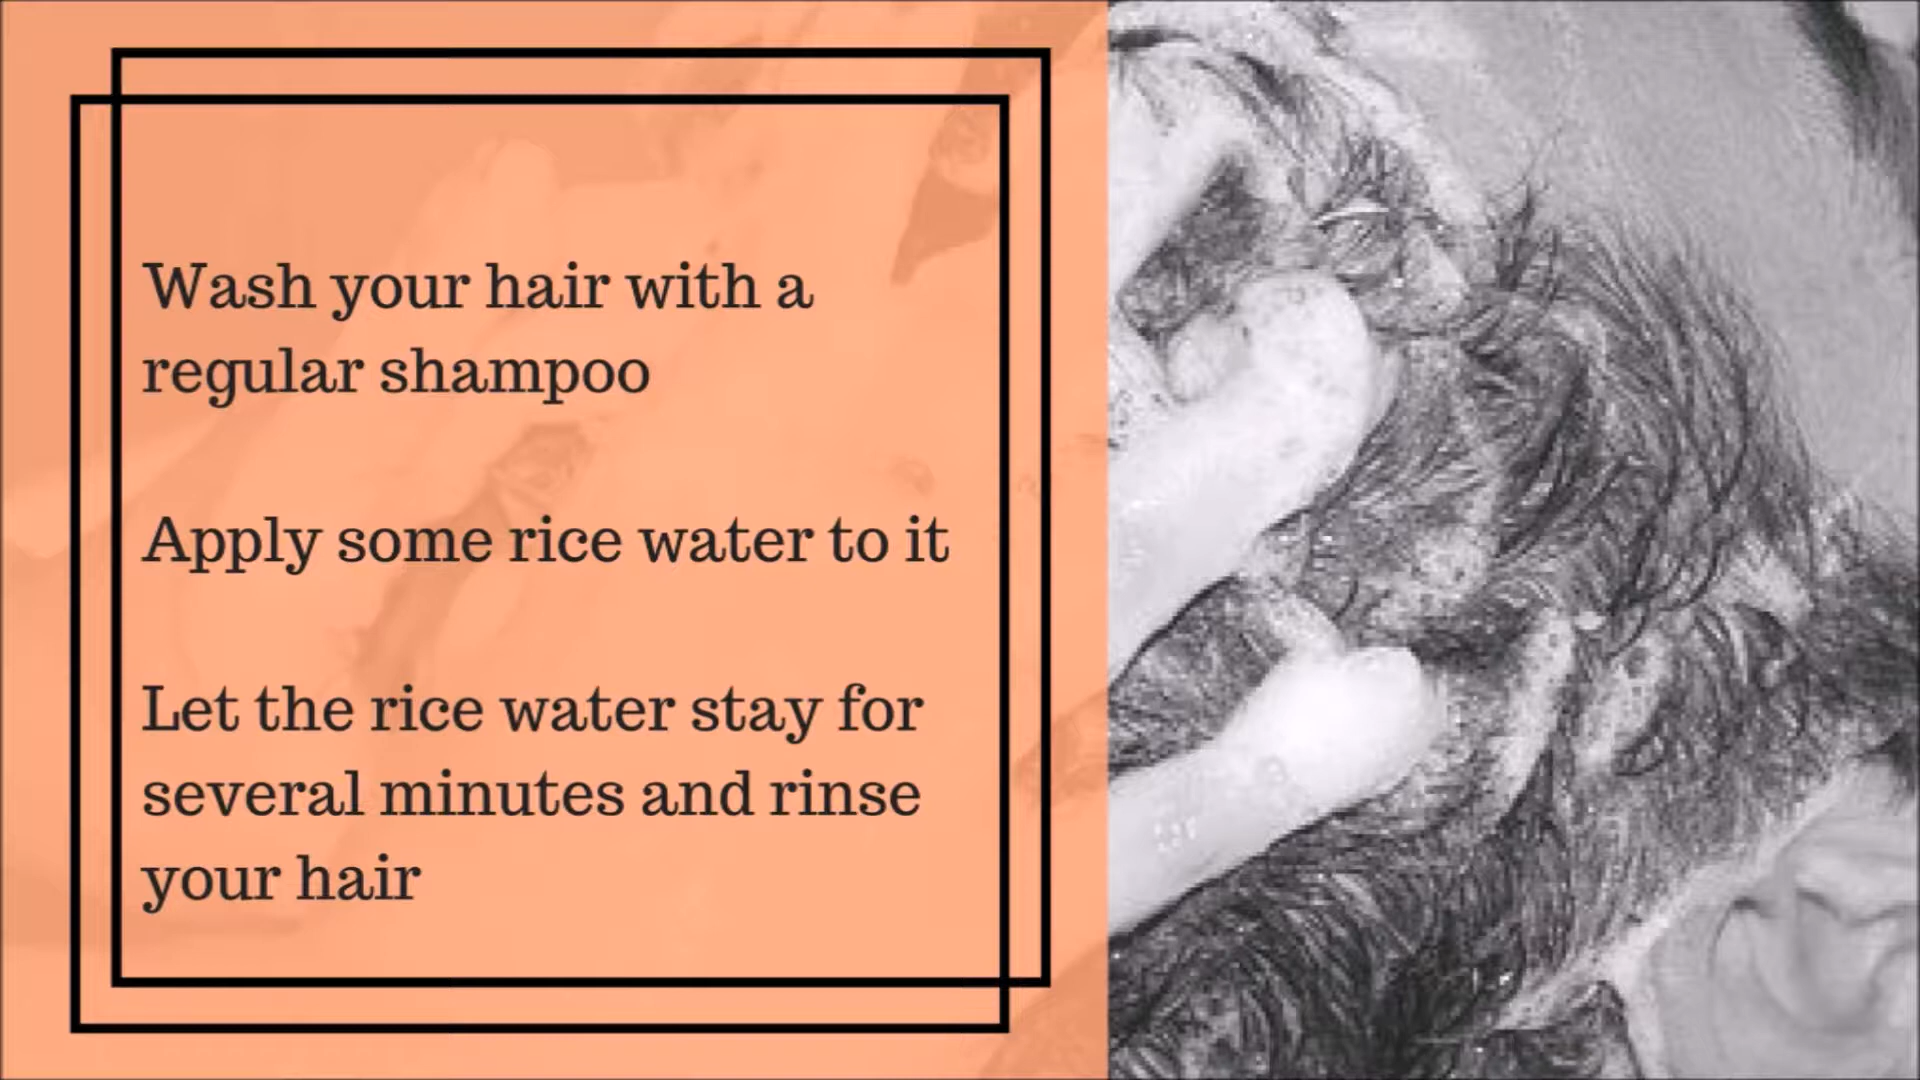 Wash your hair with a
regular shampoo
Apply some rice water to it
Let the rice water stay for
several minutes and rinse
your hair